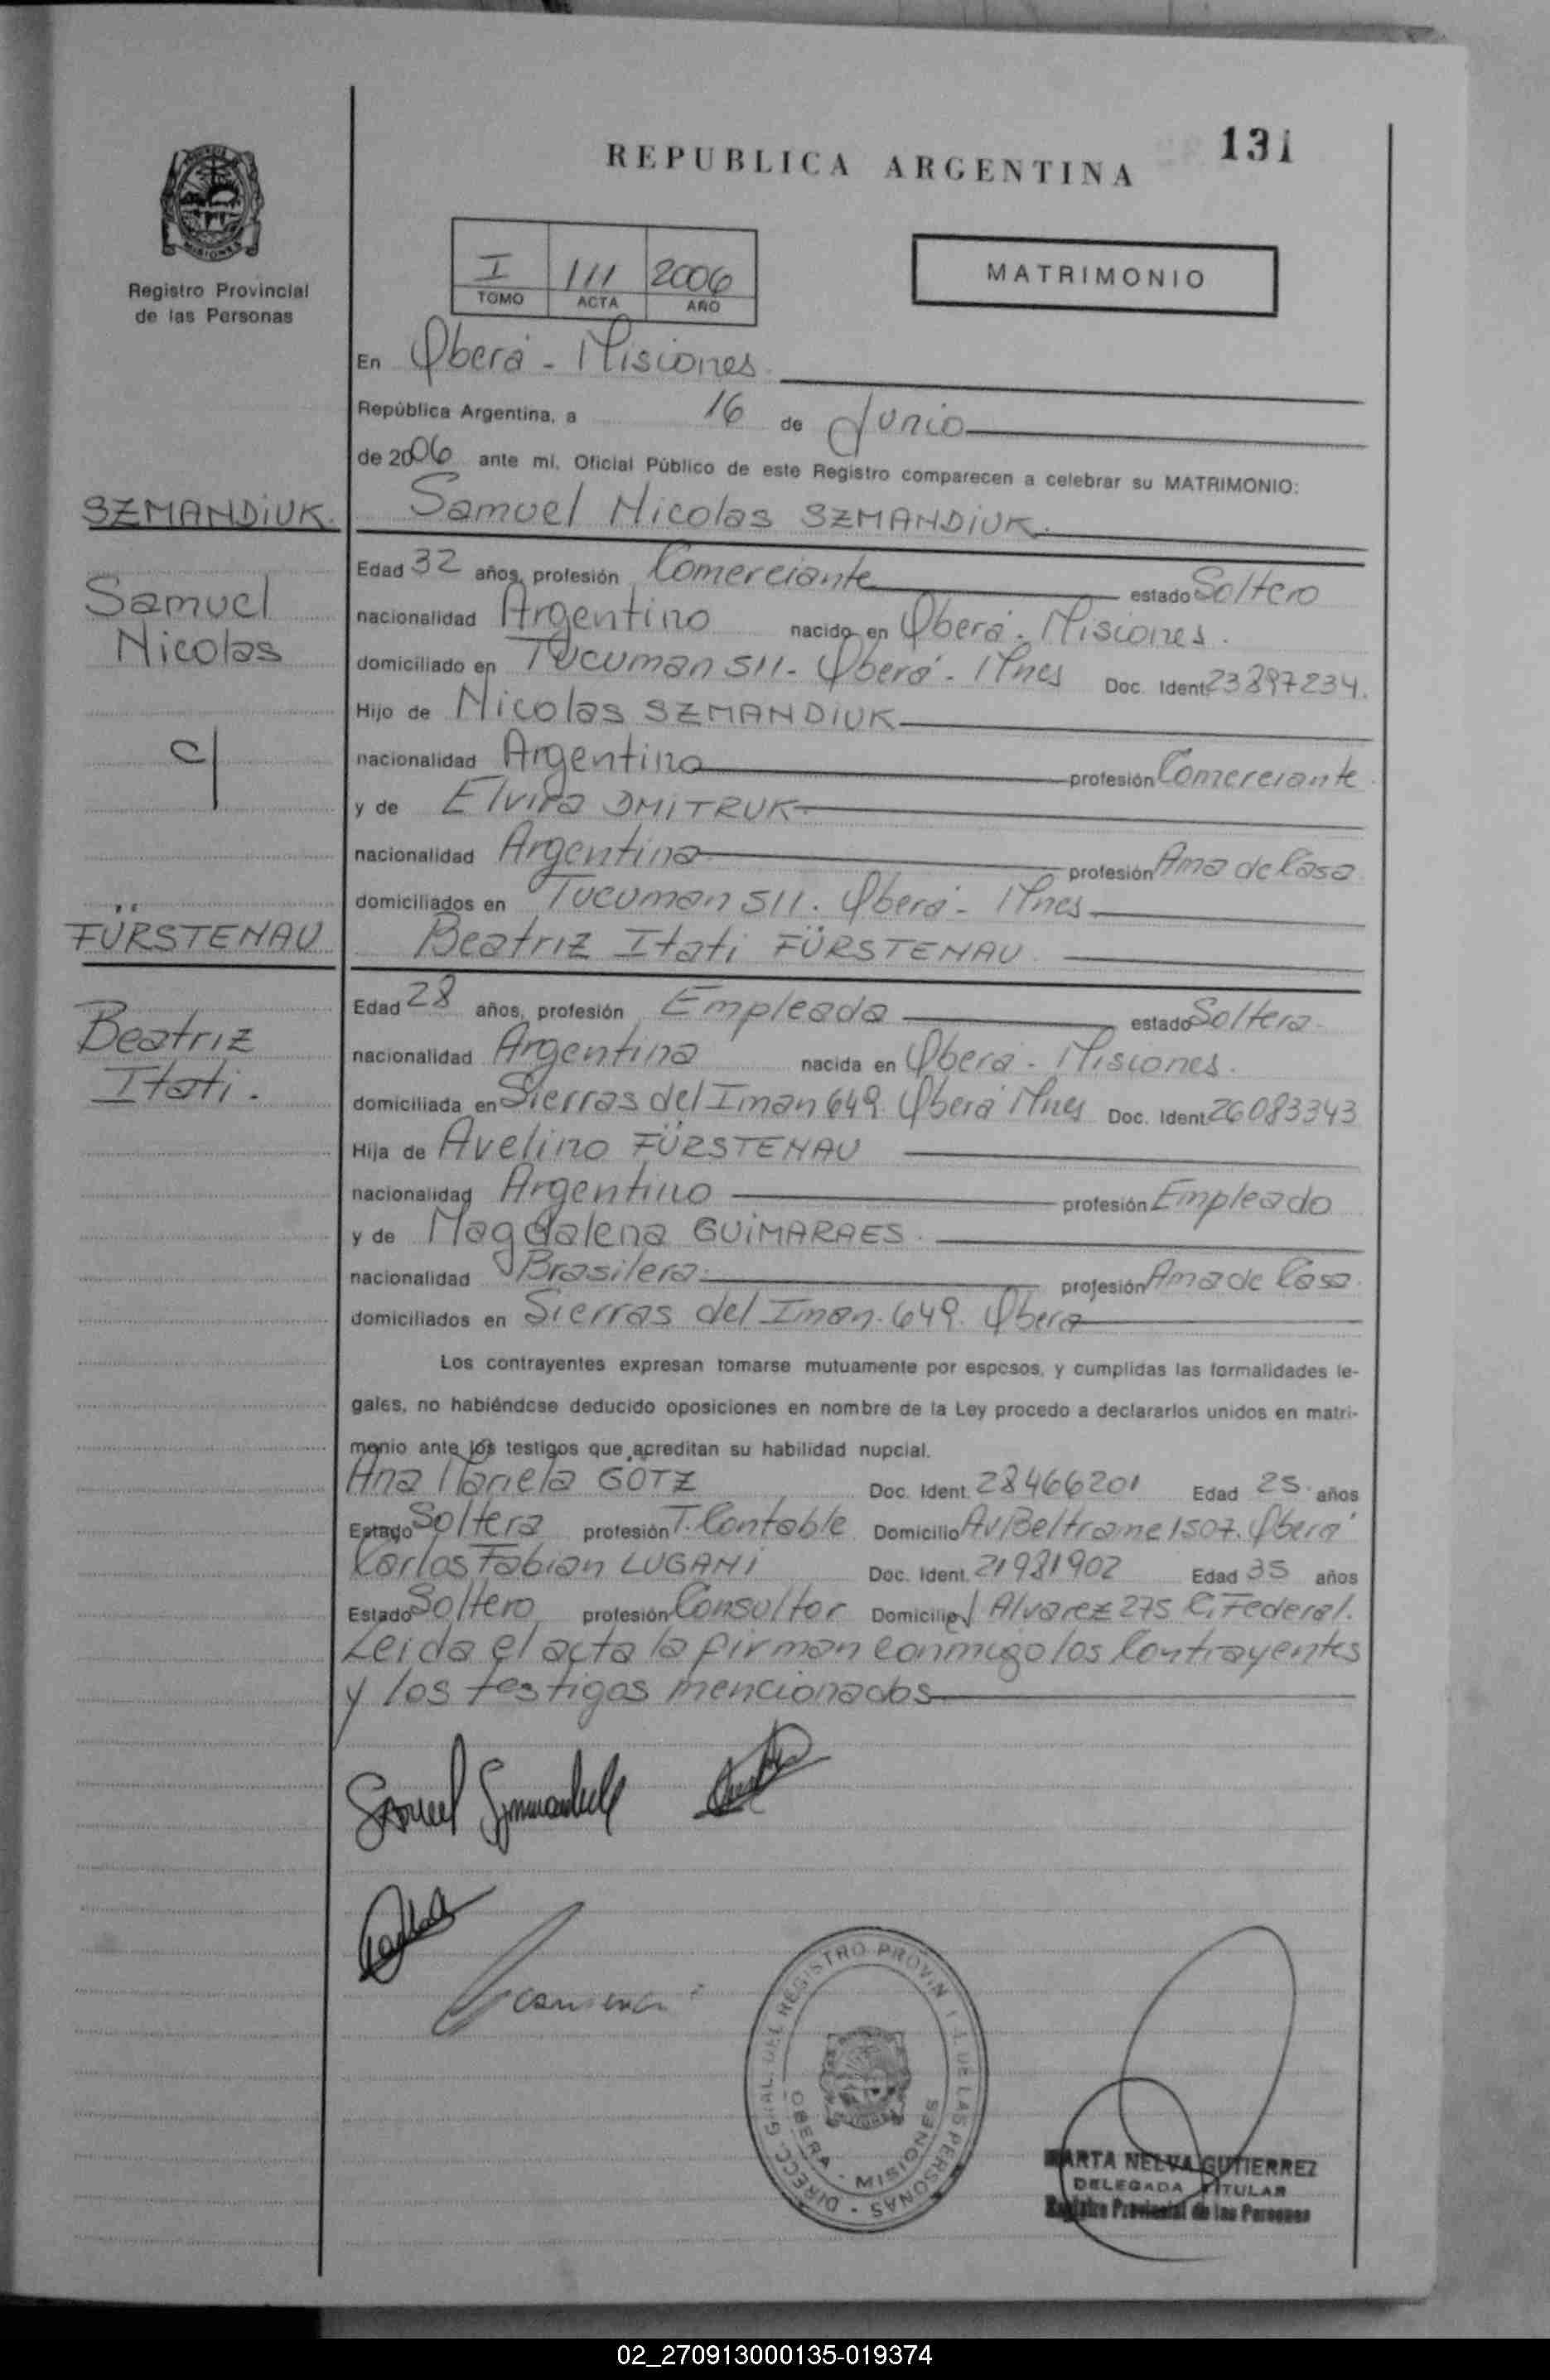 131
REPUBLICA ARGENTINA
MISIONES
Registro Provincial
de las Personas
I 111 2006
TOMO ACTA AÑO
MATRIMONIO
En Oberá - Misiones
República Argentina, a 16 de Junio
de 2006 ante mí, Oficial Público de este Registro comparecen a celebrar su MATRIMONIO:
SZMANDIUK.
Samuel Nicolas SZMANDIUK.
Samuel
Nicolas
c/
Edad 32 años, profesión Comerciante estado Soltero
nacionalidad Argentino nacido en Oberá - Misiones.
domiciliado en Tucuman 511 - Oberá - Mnes Doc. Ident. 23897234.
Hijo de Nicolas SZMANDIUK
nacionalidad Argentino profesión Comerciante
y de Elvira DMITRUK
nacionalidad Argentina profesión Ama de Casa
domiciliados en Tucuman 511. Oberá - Mnes
FÜRSTENAU
Beatriz Itati FÜRSTENAU
Beatriz
Itati.
Edad 28 años, profesión Empleada estado Soltera
nacionalidad Argentina nacida en Oberá - Misiones.
domiciliada en Sierras del Iman 649 Oberá Mnes Doc. Ident. 26083343
Hija de Avelino FÜRSTENAU
nacionalidad Argentino profesión Empleado
y de Magdalena GUIMARAES.
nacionalidad Brasilera profesión Ama de Casa.
domiciliados en Sierras del Iman. 649. Oberá
Los contrayentes expresan tomarse mutuamente por esposos, y cumplidas las formalidades le-
gales, no habiéndose deducido oposiciones en nombre de la Ley procedo a declararlos unidos en matri-
monio ante los testigos que acreditan su habilidad nupcial.
Ana Mariela GOTZ Doc. Ident. 28466201 Edad 25 años
Estado Soltera profesión T. Contable Domicilio Av/Beltrame 1507. Oberá
Carlos Fabian LUGANI Doc. Ident. 21981902 Edad 35 años
Estado Soltero profesión Consultor Domicilio J Alvarez 275 C. Federal.
Leida el acta la firman conmigo los Contrayentes
y los testigos mencionados
Samuel
DIRECC. GRAL. DEL REGISTRO PROVINCIAL DE LAS PERSONAS
OBERA - MISIONES
MARTA NELVA GUTIERREZ
DELEGADA TITULAR
Registro Provincial de las Personas
02_270913000135-019374